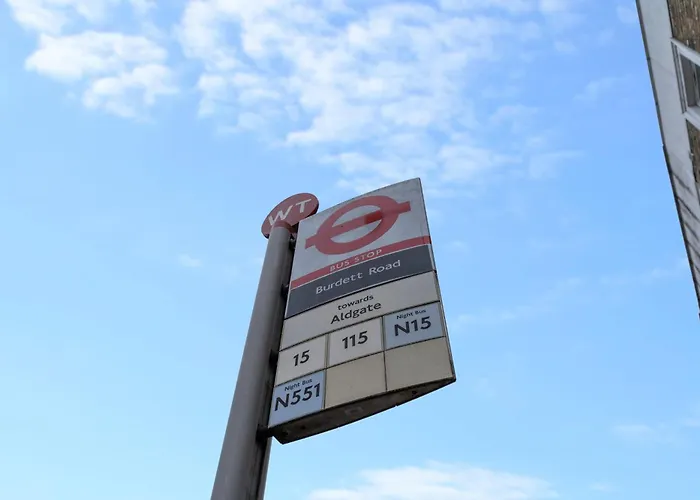 WT
BUS STOP
Burdett Road
towards
Aldgate
15
115
Night Bus
N15
Night Bus
N551